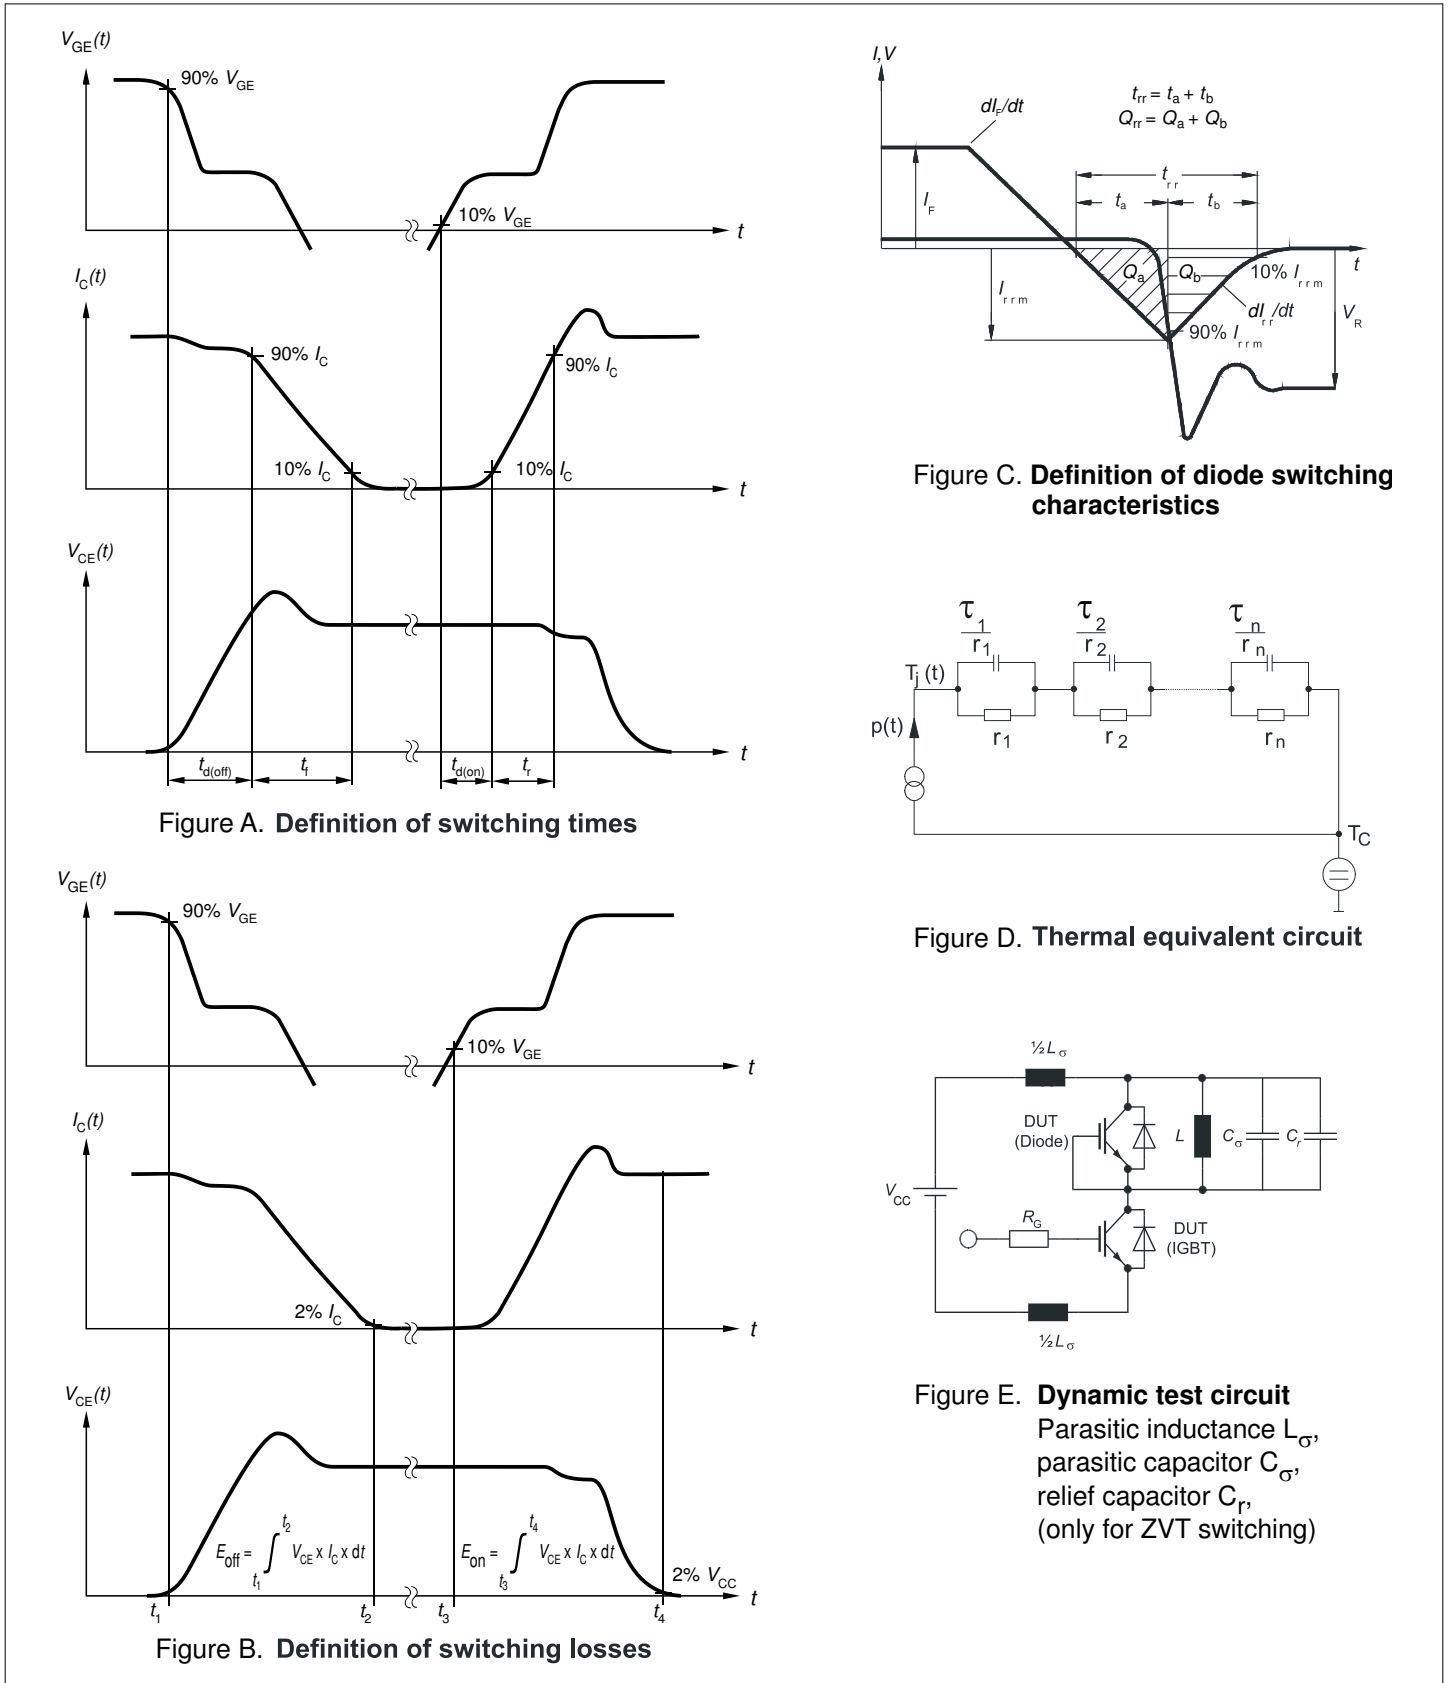 V_GE(t)
90% V_GE
10% V_GE
t
I_C(t)
90% I_C
90% I_C
10% I_C
10% I_C
t
V_CE(t)
t
t_d(off)
t_f
t_d(on)
t_r
Figure A. Definition of switching times
V_GE(t)
90% V_GE
10% V_GE
t
I_C(t)
2% I_C
t
V_CE(t)
E_off = ∫ t_1 t_2 V_CE x I_C x dt
E_on = ∫ t_3 t_4 V_CE x I_C x dt
2% V_CC
t
t_1
t_2
t_3
t_4
Figure B. Definition of switching losses
I,V
dI_F/dt
t_rr = t_a + t_b
Q_rr = Q_a + Q_b
t_rr
I_F
t_a
t_b
Q_a
Q_b
10% I_rrm
t
I_rrm
dI_rr/dt
90% I_rrm
V_R
Figure C. Definition of diode switching
characteristics
τ_1
r_1
τ_2
r_2
τ_n
r_n
T_j(t)
p(t)
r_1
r_2
r_n
T_C
Figure D. Thermal equivalent circuit
½L_σ
DUT
(Diode)
L
C_σ
C_r
V_CC
R_G
DUT
(IGBT)
½L_σ
Figure E. Dynamic test circuit
Parasitic inductance L_σ,
parasitic capacitor C_σ,
relief capacitor C_r,
(only for ZVT switching)